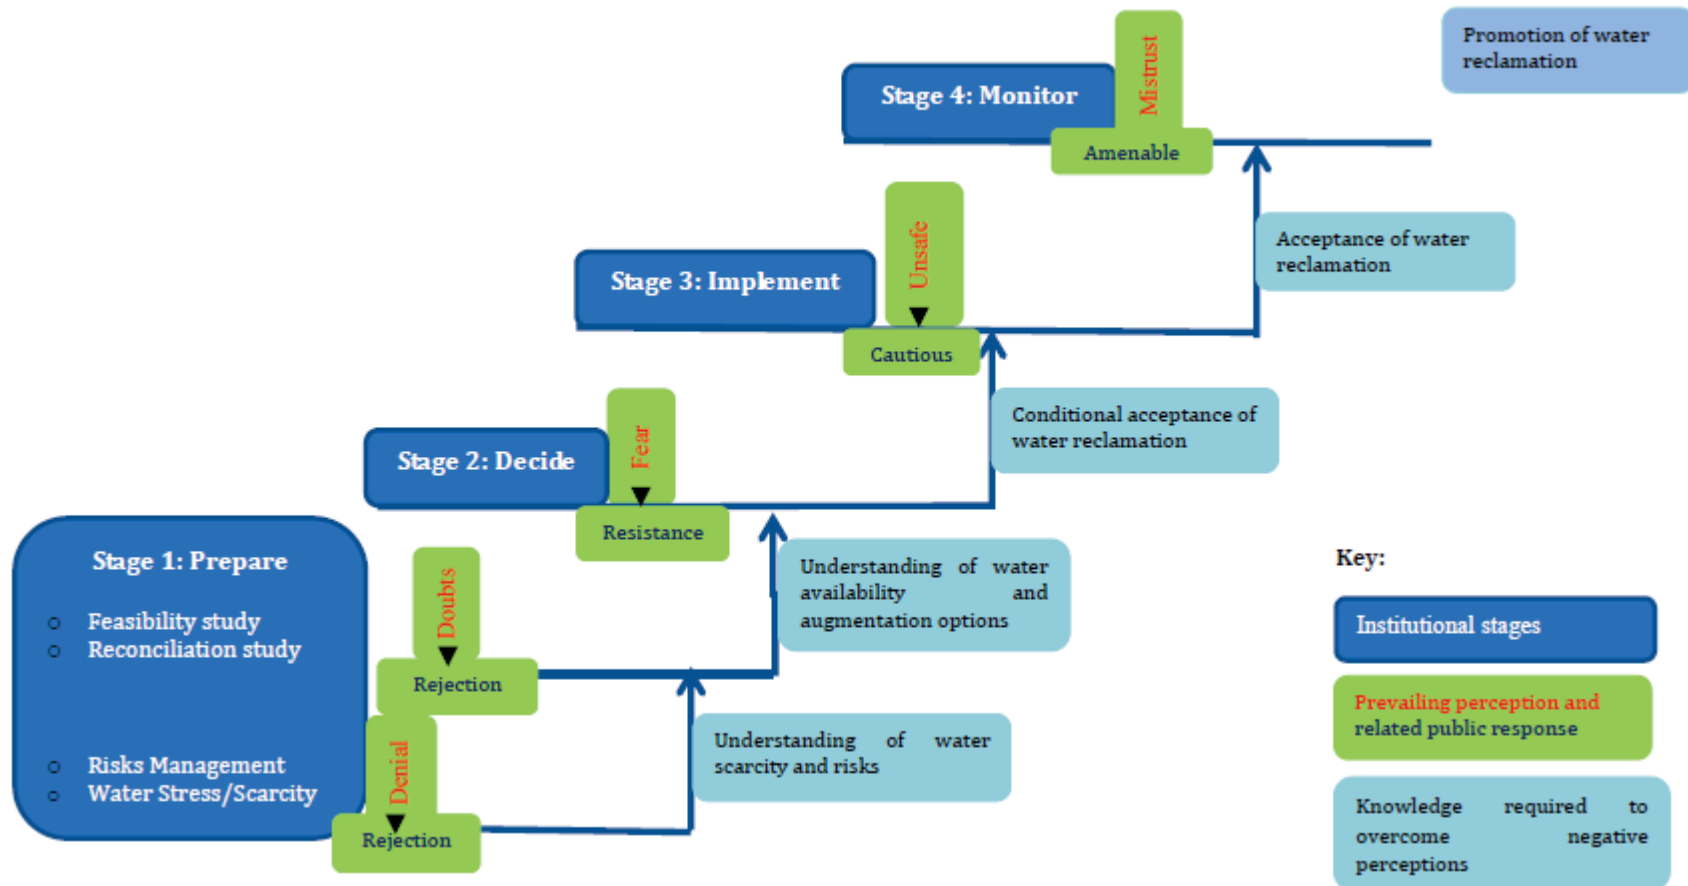 Promotion of water
reclamation
Stage 4: Monitor
Mistrust
Amenable
Acceptance of water
reclamation
Stage 3: Implement
Unsafe
Cautious
Conditional acceptance of
water reclamation
Stage 2: Decide
Fear
Resistance
Understanding of water
availability and
augmentation options
Stage 1: Prepare
o Feasibility study
o Reconciliation study
o Risks Management
o Water Stress/Scarcity
Doubts
Rejection
Understanding of water
scarcity and risks
Denial
Rejection
Key:
Institutional stages
Prevailing perception and
related public response
Knowledge required to
overcome negative
perceptions